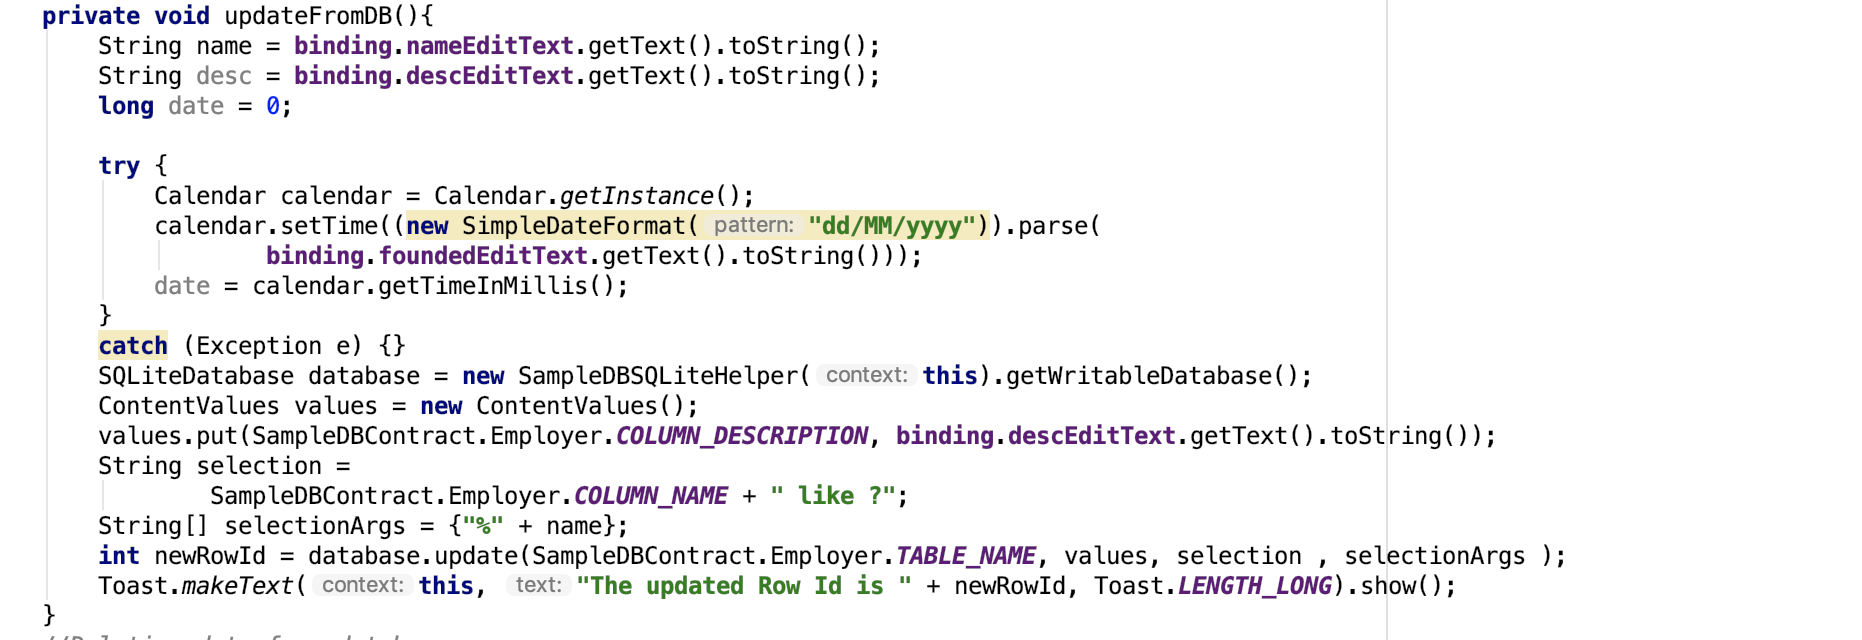 private void updateFromDB(){
String name = binding.nameEditText.getText().toString();
String desc = binding.descEditText.getText().toString();
long date = 0;
try {
Calendar calendar = Calendar.getInstance();
calendar.setTime((new SimpleDateFormat( pattern: "dd/MM/yyyy")).parse(
binding.foundedEditText.getText().toString()));
date = calendar.getTimeInMillis();
}
catch (Exception e) {}
SQLiteDatabase database = new SampleDBSQLiteHelper( context: this).getWritableDatabase();
ContentValues values = new ContentValues();
values.put(SampleDBContract.Employer.COLUMN_DESCRIPTION, binding.descEditText.getText().toString());
String selection =
SampleDBContract.Employer.COLUMN_NAME + " like ?";
String[] selectionArgs = {"%" + name};
int newRowId = database.update(SampleDBContract.Employer.TABLE_NAME, values, selection , selectionArgs );
Toast.makeText( context: this, text: "The updated Row Id is " + newRowId, Toast.LENGTH_LONG).show();
}